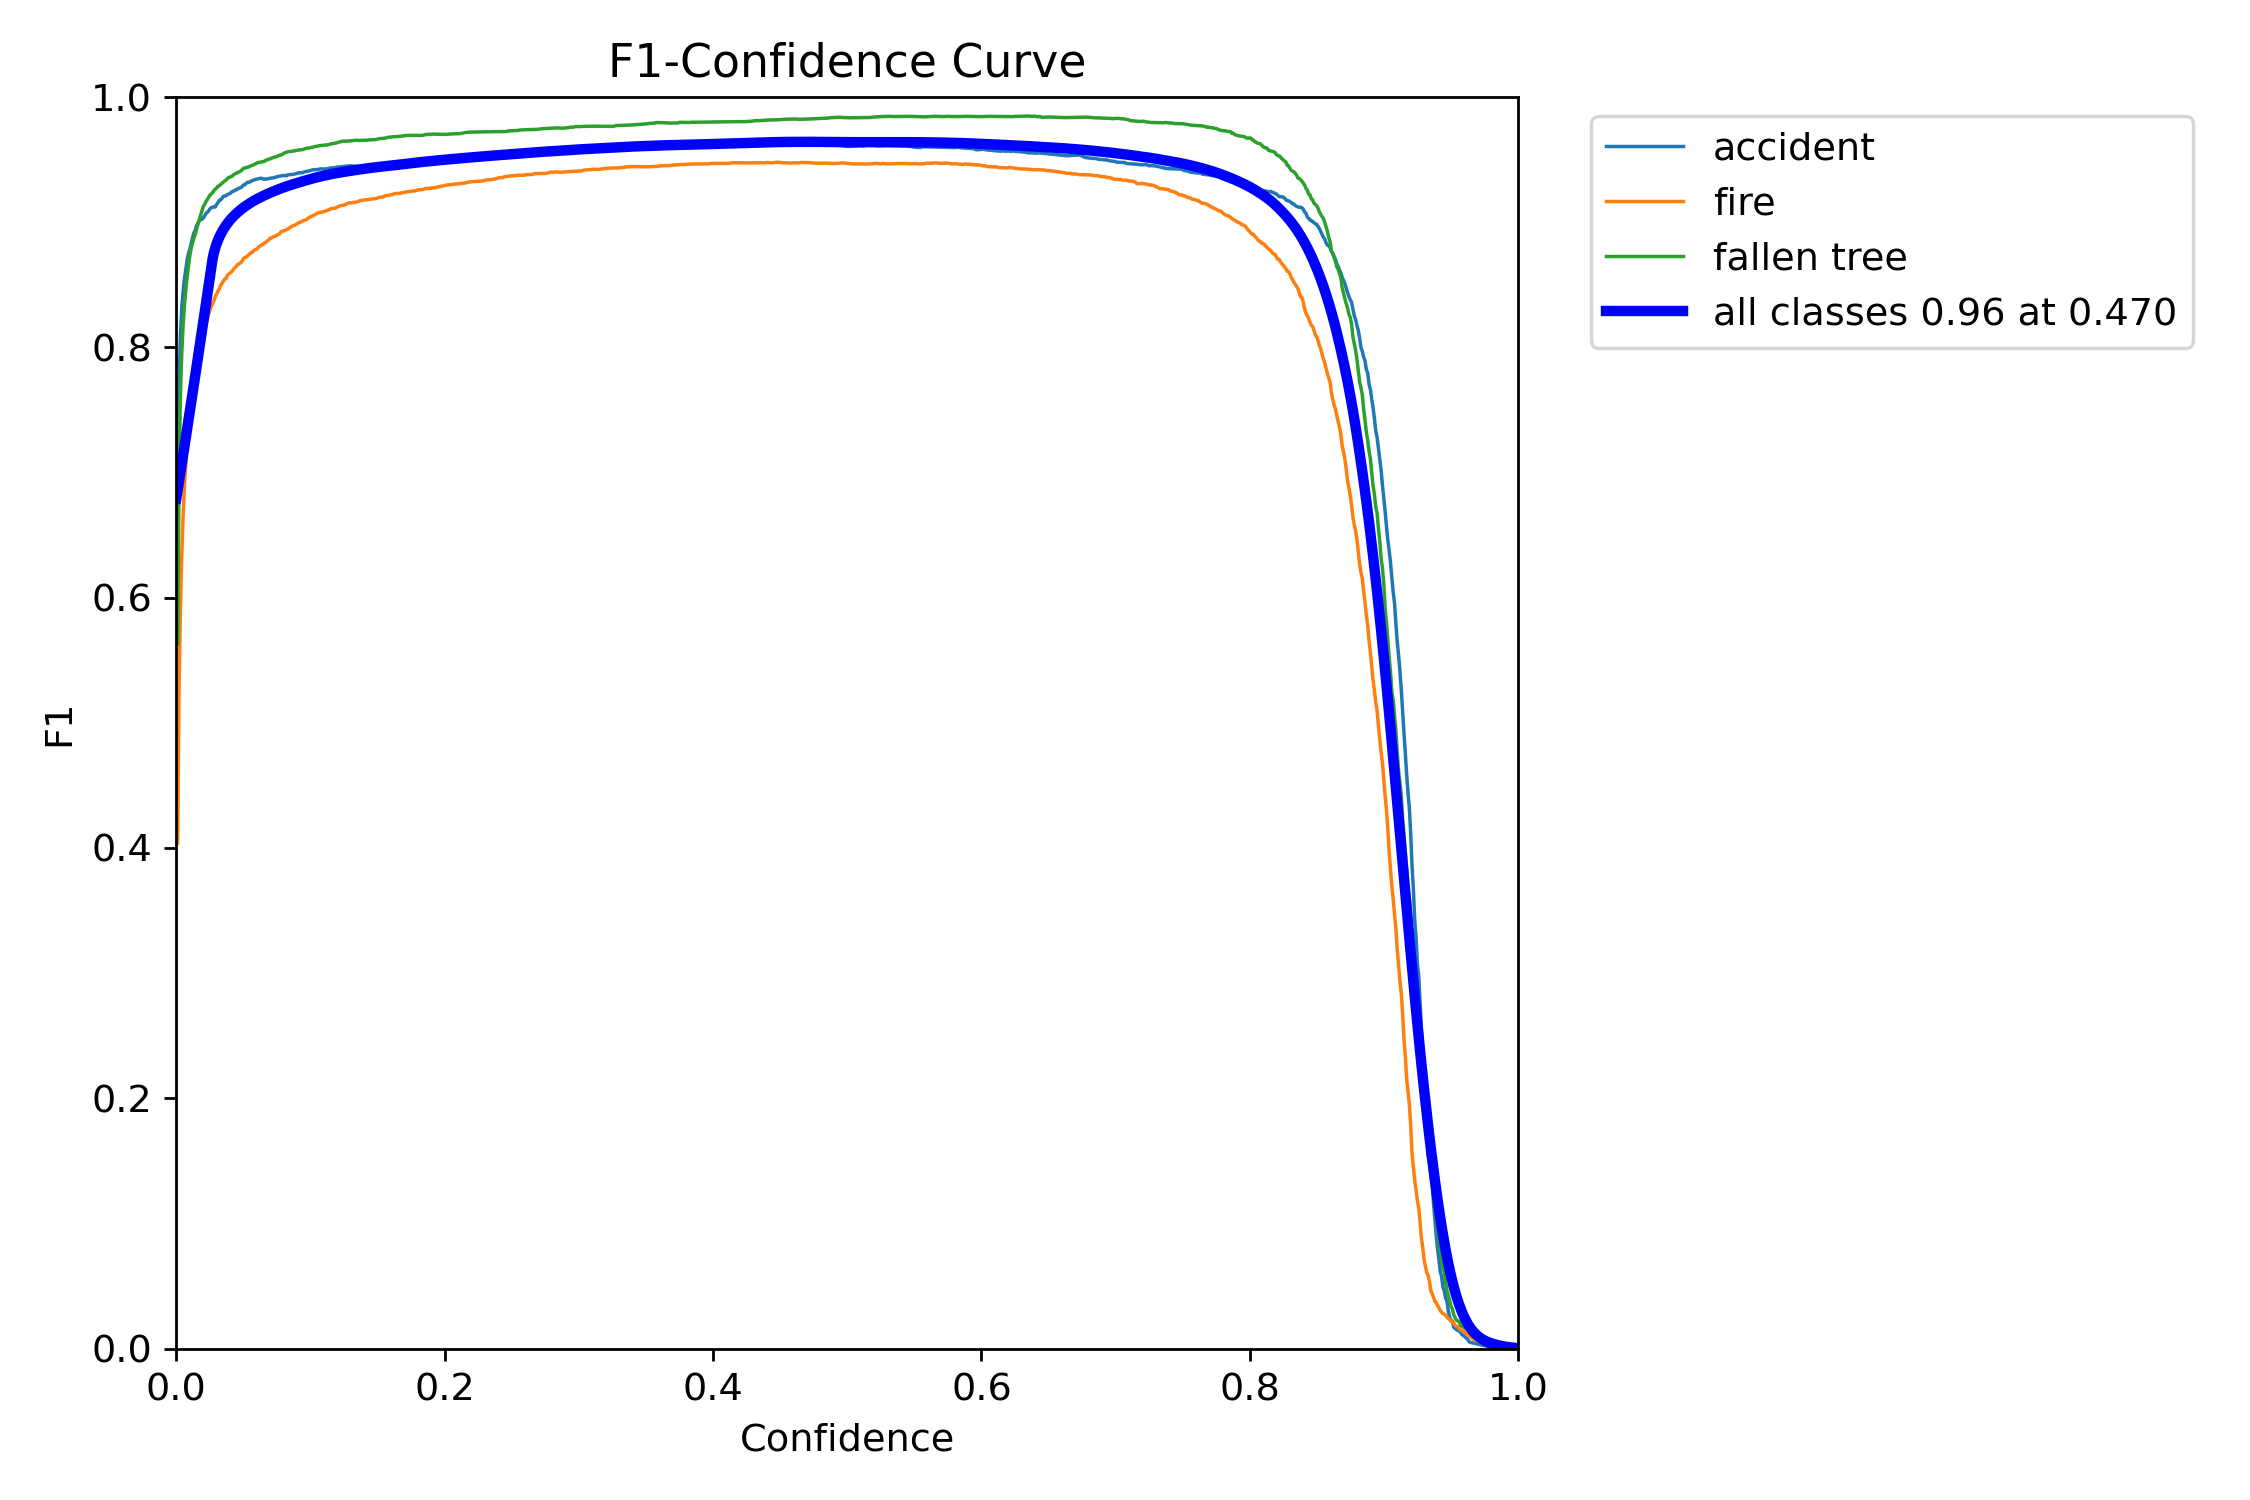 F1-Confidence Curve
1.0
0.8
0.6
0.4
0.2
0.0
F1
0.0 0.2 0.4 0.6 0.8 1.0
Confidence
accident
fire
fallen tree
all classes 0.96 at 0.470